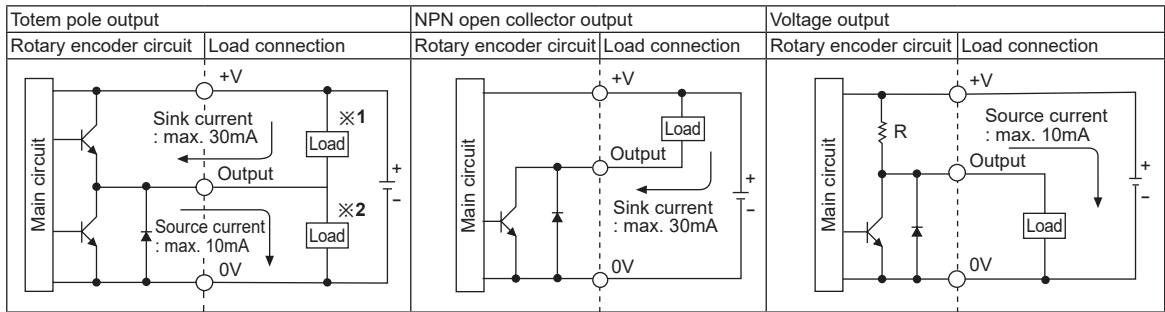 Totem pole output
Rotary encoder circuit
Load connection
+V
※1
Sink current
: max. 30mA
Load
Main circuit
Output
+
-
※2
Source current
: max. 10mA
Load
0V
NPN open collector output
Rotary encoder circuit
Load connection
+V
Load
Main circuit
Output
+
-
Sink current
: max. 30mA
0V
Voltage output
Rotary encoder circuit
Load connection
+V
Source current
: max. 10mA
R
Main circuit
Output
+
-
Load
0V